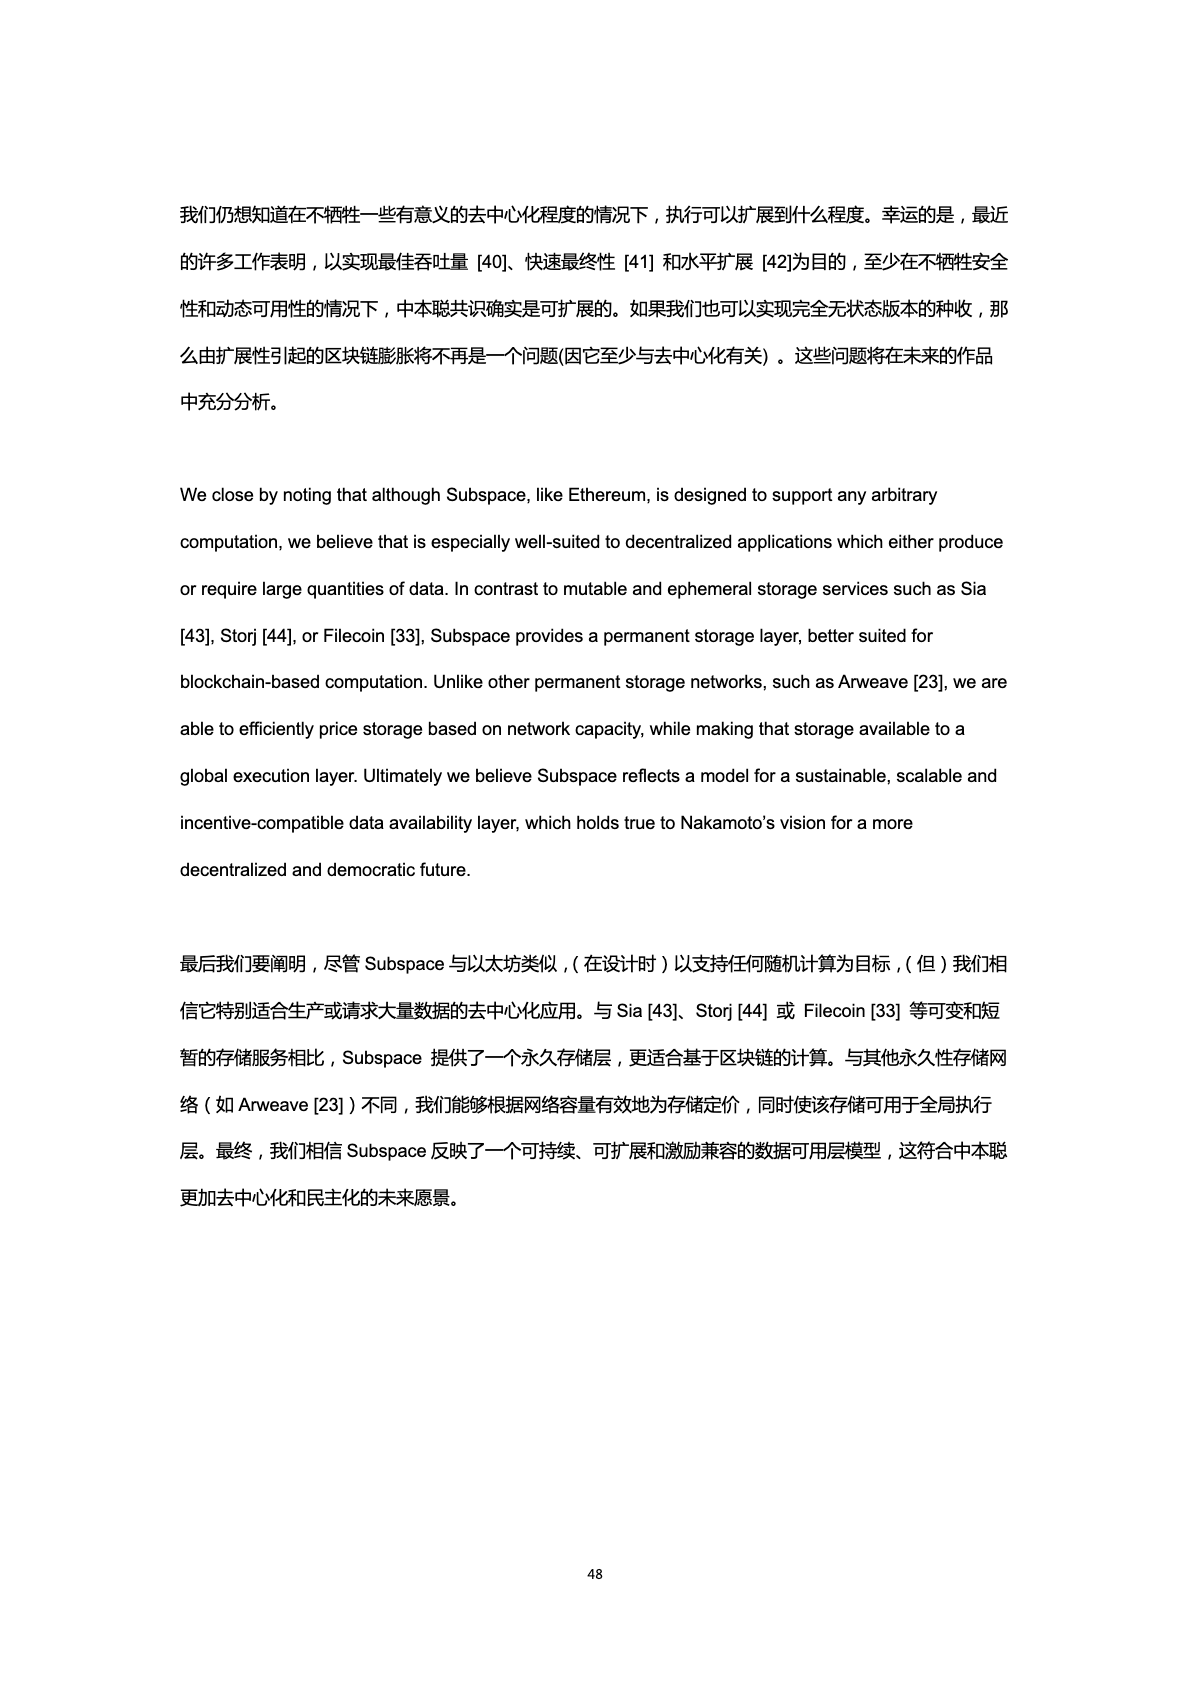 我们仍想知道在不牺牲一些有意义的去中心化程度的情况下，执行可以扩展到什么程度。幸运的是，最近
的许多工作表明，以实现最佳吞吐量 [40]、快速最终性 [41] 和水平扩展 [42]为目的，至少在不牺牲安全
性和动态可用性的情况下，中本聪共识确实是可扩展的。如果我们也可以实现完全无状态版本的种收，那
么由扩展性引起的区块链膨胀将不再是一个问题(因它至少与去中心化有关) 。这些问题将在未来的作品
中充分分析。
We close by noting that although Subspace, like Ethereum, is designed to support any arbitrary
computation, we believe that is especially well-suited to decentralized applications which either produce
or require large quantities of data. In contrast to mutable and ephemeral storage services such as Sia
[43], Storj [44], or Filecoin [33], Subspace provides a permanent storage layer, better suited for
blockchain-based computation. Unlike other permanent storage networks, such as Arweave [23], we are
able to efficiently price storage based on network capacity, while making that storage available to a
global execution layer. Ultimately we believe Subspace reflects a model for a sustainable, scalable and
incentive-compatible data availability layer, which holds true to Nakamoto’s vision for a more
decentralized and democratic future.
最后我们要阐明，尽管 Subspace 与以太坊类似，（在设计时）以支持任何随机计算为目标，（但）我们相
信它特别适合生产或请求大量数据的去中心化应用。与 Sia [43]、Storj [44] 或 Filecoin [33] 等可变和短
暂的存储服务相比，Subspace 提供了一个永久存储层，更适合基于区块链的计算。与其他永久性存储网
络（如 Arweave [23]）不同，我们能够根据网络容量有效地为存储定价，同时使该存储可用于全局执行
层。最终，我们相信 Subspace 反映了一个可持续、可扩展和激励兼容的数据可用层模型，这符合中本聪
更加去中心化和民主化的未来愿景。
48